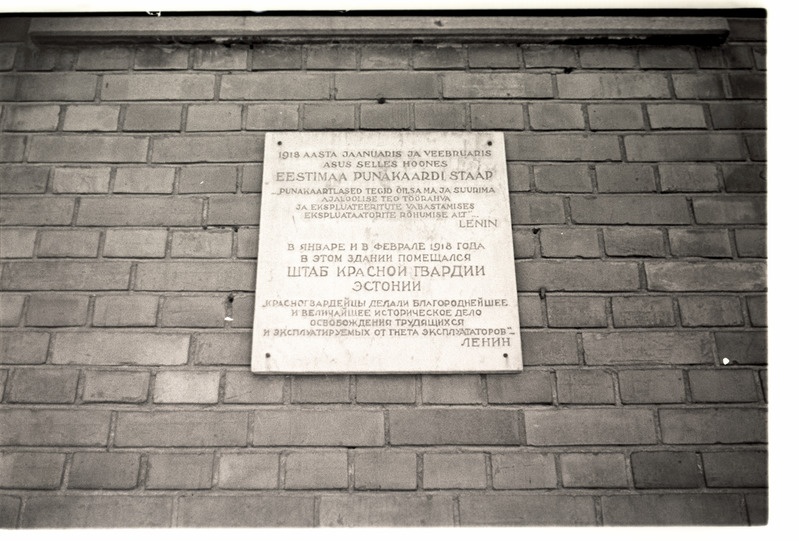 1918 AASTA JAANUARIS JA VEEBRUARIS
ASUS SELLES HOONES
EESTIMAA PUNAKAARDI STAAP
„PUNAKAARTLASED TEGID ÕILSAMA JA SUURIMA
AJALOOLISE TEO TÖÖRAHVA
JA EKSPLUATEERITUTE VABASTAMISES
EKSPLUATAATORITE RÕHUMISE ALT“...
LENIN
В ЯНВАРЕ И В ФЕВРАЛЕ 1918 ГОДА
В ЭТОМ ЗДАНИИ ПОМЕЩАЛСЯ
ШТАБ КРАСНОЙ ГВАРДИИ
ЭСТОНИИ
„КРАСНОГВАРДЕЙЦЫ ДЕЛАЛИ БЛАГОРОДНЕЙШЕЕ
И ВЕЛИЧАЙШЕЕ ИСТОРИЧЕСКОЕ ДЕЛО
ОСВОБОЖДЕНИЯ ТРУДЯЩИХСЯ
И ЭКСПЛУАТИРУЕМЫХ ОТ ГНЕТА ЭКСПЛУАТАТОРОВ“...
ЛЕНИН